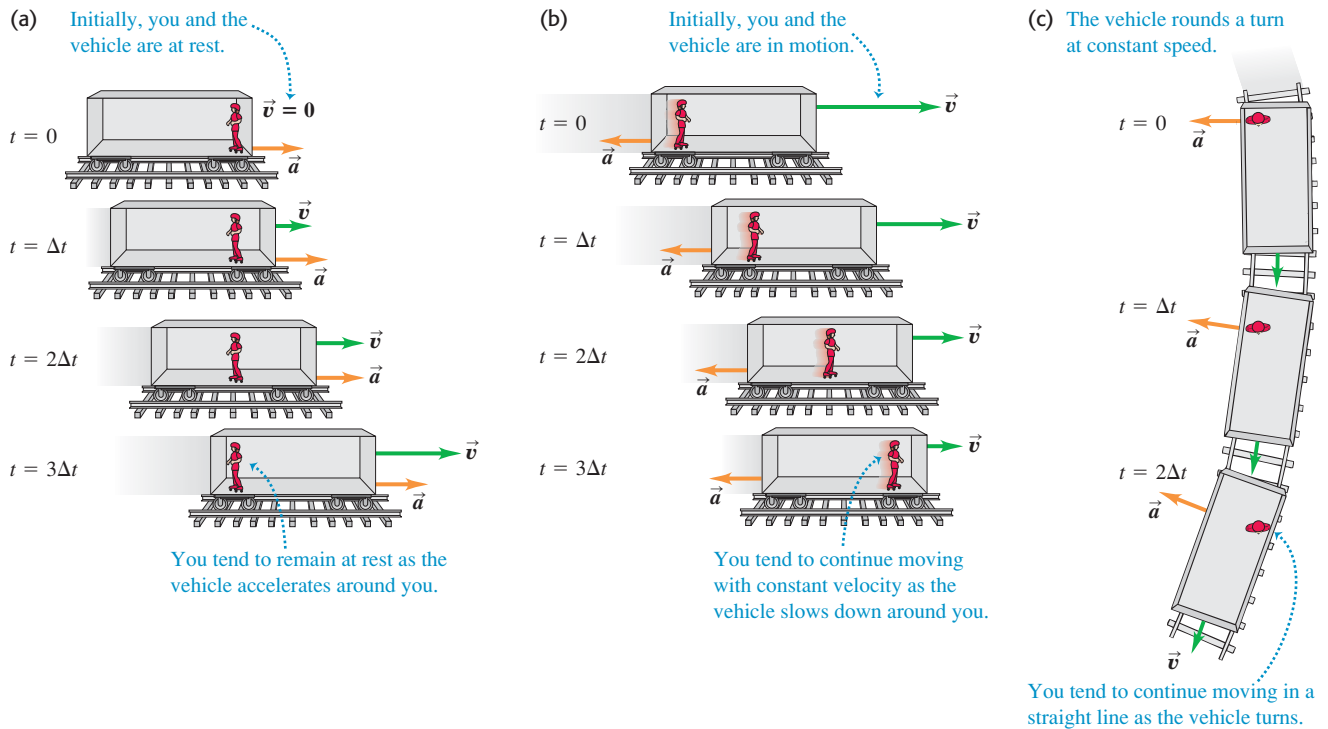 (a) Initially, you and the
vehicle are at rest.
t = 0
v⃗ = 0
a⃗
t = Δt
v⃗
a⃗
t = 2Δt
v⃗
a⃗
t = 3Δt
v⃗
a⃗
You tend to remain at rest as the
vehicle accelerates around you.
(b) Initially, you and the
vehicle are in motion.
t = 0
v⃗
a⃗
t = Δt
v⃗
a⃗
t = 2Δt
v⃗
a⃗
t = 3Δt
v⃗
a⃗
You tend to continue moving
with constant velocity as the
vehicle slows down around you.
(c) The vehicle rounds a turn
at constant speed.
t = 0
a⃗
t = Δt
a⃗
t = 2Δt
a⃗
v⃗
You tend to continue moving in a
straight line as the vehicle turns.